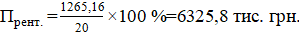 Прент. = 1265,16/20 ×100 %=6325,8 тис. грн.